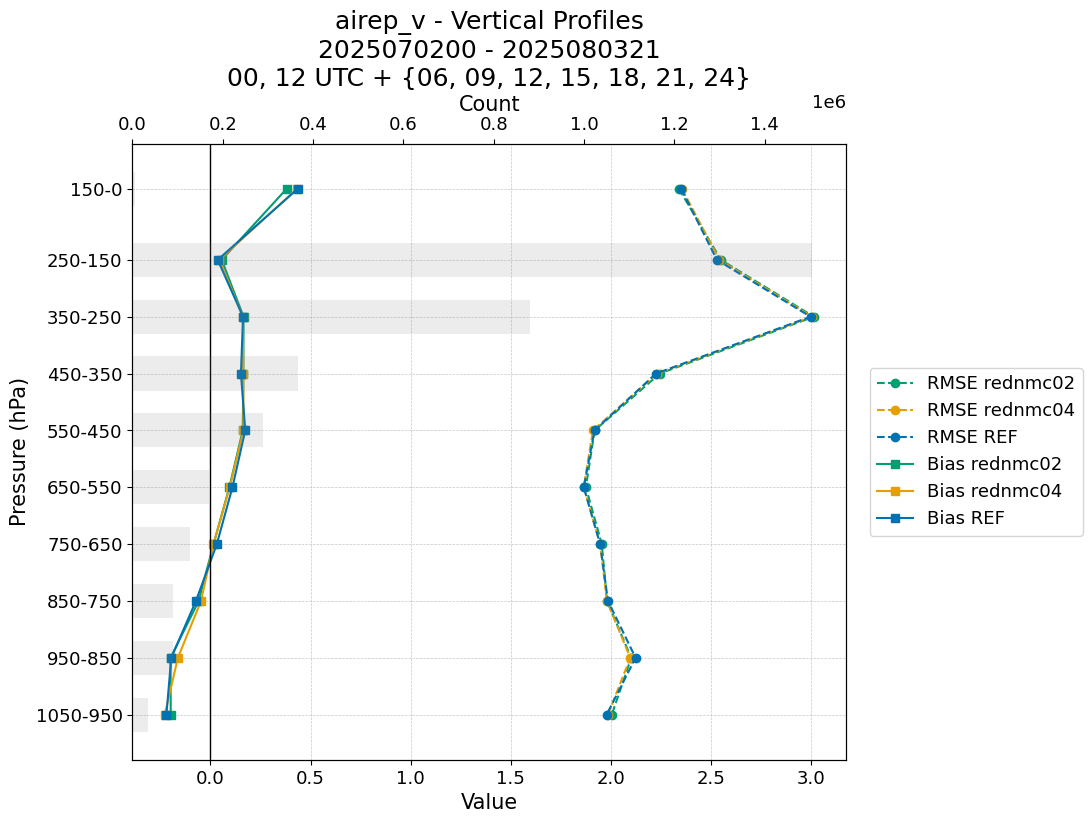 airep_v - Vertical Profiles
2025070200 - 2025080321
00, 12 UTC + {06, 09, 12, 15, 18, 21, 24}
Count
1e6
0.0 0.2 0.4 0.6 0.8 1.0 1.2 1.4
Pressure (hPa)
150-0
250-150
350-250
450-350
550-450
650-550
750-650
850-750
950-850
1050-950
0.0 0.5 1.0 1.5 2.0 2.5 3.0
Value
RMSE rednmc02
RMSE rednmc04
RMSE REF
Bias rednmc02
Bias rednmc04
Bias REF